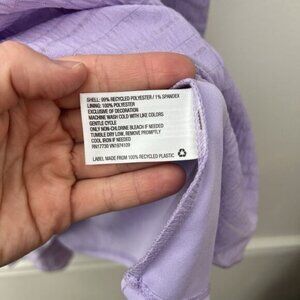 SHELL: 99% RECYCLED POLYESTER / 1% SPANDEX
LINING: 100% POLYESTER
EXCLUSIVE OF DECORATION
MACHINE WASH COLD WITH LIKE COLORS
GENTLE CYCLE
ONLY NON-CHLORINE BLEACH IF NEEDED
TUMBLE DRY LOW, REMOVE PROMPTLY
COOL IRON IF NEEDED
RN17730 VN1974109
LABEL MADE FROM 100% RECYCLED PLASTIC